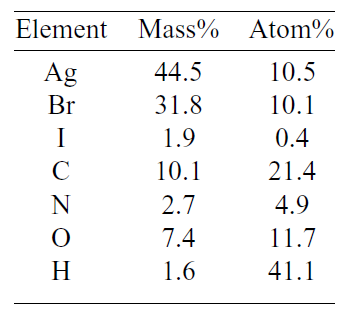 Element Mass% Atom%
Ag 44.5 10.5
Br 31.8 10.1
I 1.9 0.4
C 10.1 21.4
N 2.7 4.9
O 7.4 11.7
H 1.6 41.1